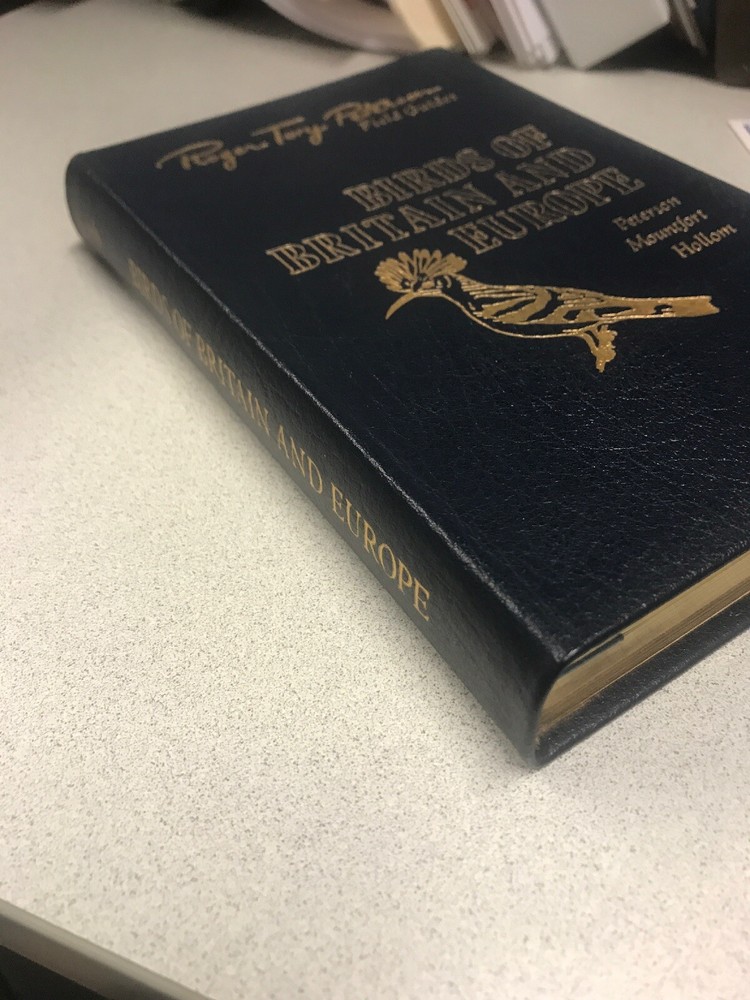 Roger Tory Peterson
Field Guides
BIRDS OF
BRITAIN AND
EUROPE
Peterson
Mountfort
Hollom
BIRDS OF BRITAIN AND EUROPE